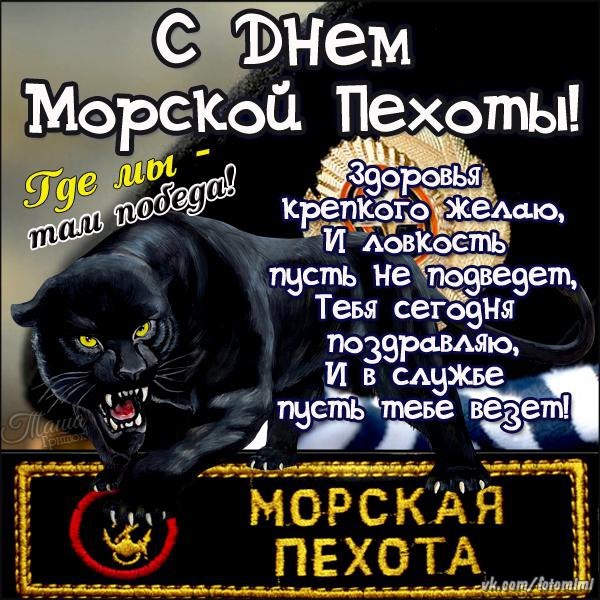 С Днем
Морской Пехоты!
Где мы -
там победа!
Здоровья
крепкого желаю,
И ловкость
пусть не подведет,
Тебя сегодня
поздравляю,
И в службе
пусть тебе везет!
Таша
МОРСКАЯ
ПЕХОТА
vk.com/fotomimi